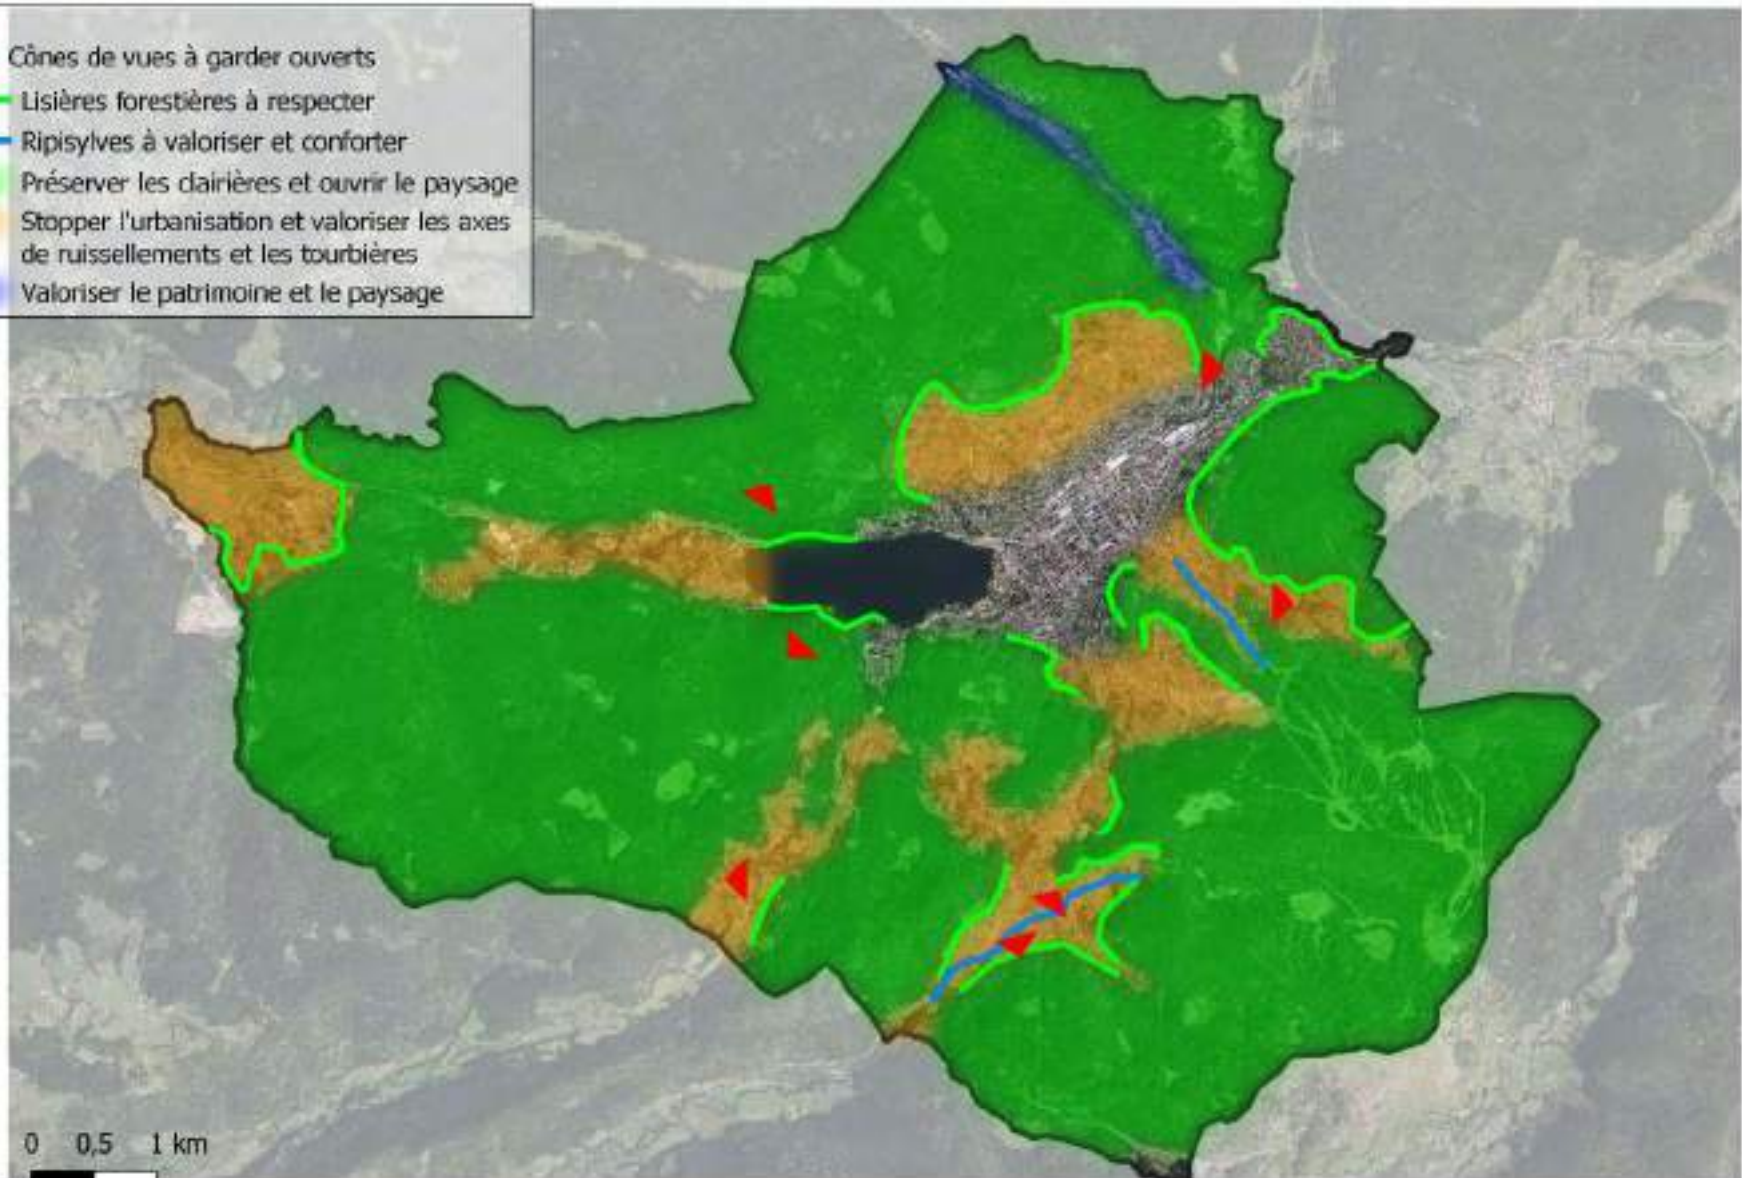 Cônes de vues à garder ouverts
Lisières forestières à respecter
Ripisylves à valoriser et conforter
Préserver les clairières et ouvrir le paysage
Stopper l'urbanisation et valoriser les axes
de ruissellements et les tourbières
Valoriser le patrimoine et le paysage
0 0,5 1 km